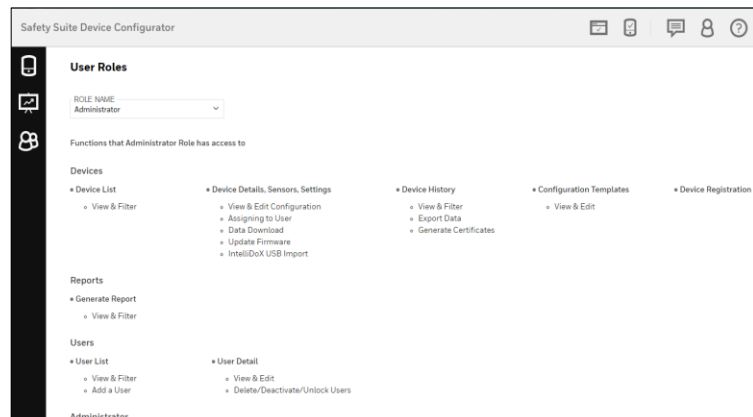 Safety Suite Device Configurator
User Roles
ROLE NAME
Administrator
Functions that Administrator Role has access to
Devices
• Device List
• Device Details, Sensors, Settings
• Device History
• Configuration Templates
• Device Registration
○ View & Filter
○ View & Edit Configuration
○ View & Filter
○ View & Edit
○ Assigning to User
○ Export Data
○ Data Download
○ Generate Certificates
○ Update Firmware
○ IntelliDoX USB Import
Reports
• Generate Report
○ View & Filter
Users
• User List
• User Detail
○ View & Filter
○ View & Edit
○ Add a User
○ Delete/Deactivate/Unlock Users
Administrator